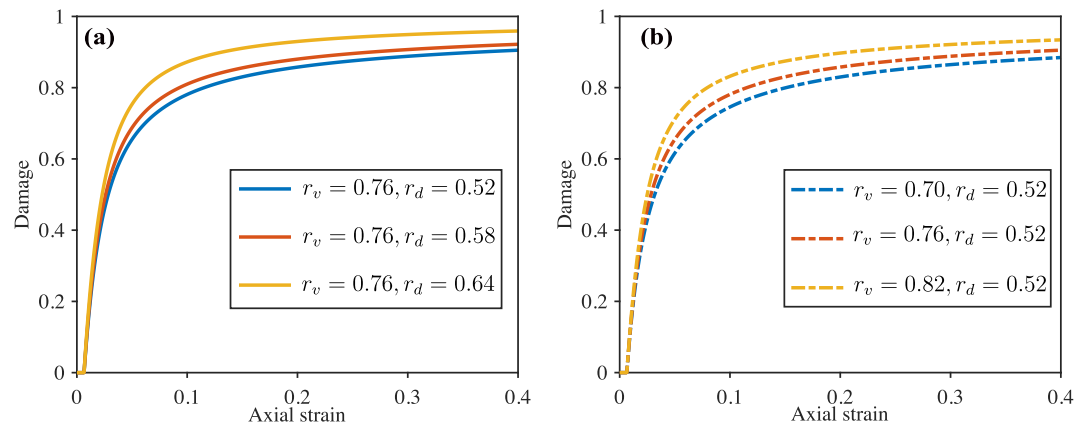 (a)
Damage
1
0.8
0.6
0.4
0.2
0
0 0.1 0.2 0.3 0.4
Axial strain
r_v = 0.76, r_d = 0.52
r_v = 0.76, r_d = 0.58
r_v = 0.76, r_d = 0.64
(b)
Damage
1
0.8
0.6
0.4
0.2
0
0 0.1 0.2 0.3 0.4
Axial strain
r_v = 0.70, r_d = 0.52
r_v = 0.76, r_d = 0.52
r_v = 0.82, r_d = 0.52